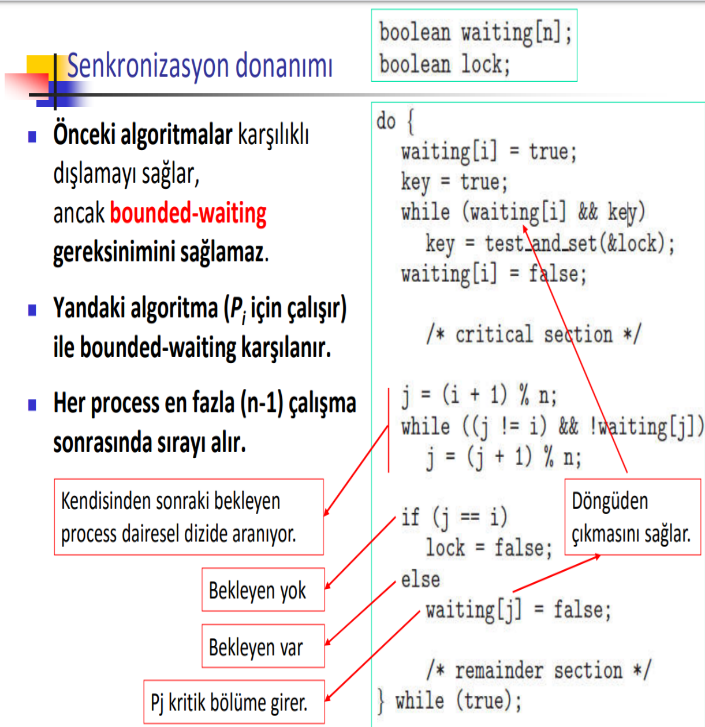 Senkronizasyon donanımı
boolean waiting[n];
boolean lock;
Önceki algoritmalar karşılıklı
dışlamayı sağlar,
ancak bounded-waiting
gereksinimini sağlamaz.
Yandaki algoritma (Pi için çalışır)
ile bounded-waiting karşılanır.
Her process en fazla (n-1) çalışma
sonrasında sırayı alır.
Kendisinden sonraki bekleyen
process dairesel dizide aranıyor.
Bekleyen yok
Bekleyen var
Pj kritik bölüme girer.
do {
waiting[i] = true;
key = true;
while (waiting[i] && key)
key = test_and_set(&lock);
waiting[i] = false;
/* critical section */
j = (i + 1) % n;
while ((j != i) && !waiting[j])
j = (j + 1) % n;
if (j == i)
lock = false;
else
waiting[j] = false;
/* remainder section */
} while (true);
Döngüden
çıkmasını sağlar.